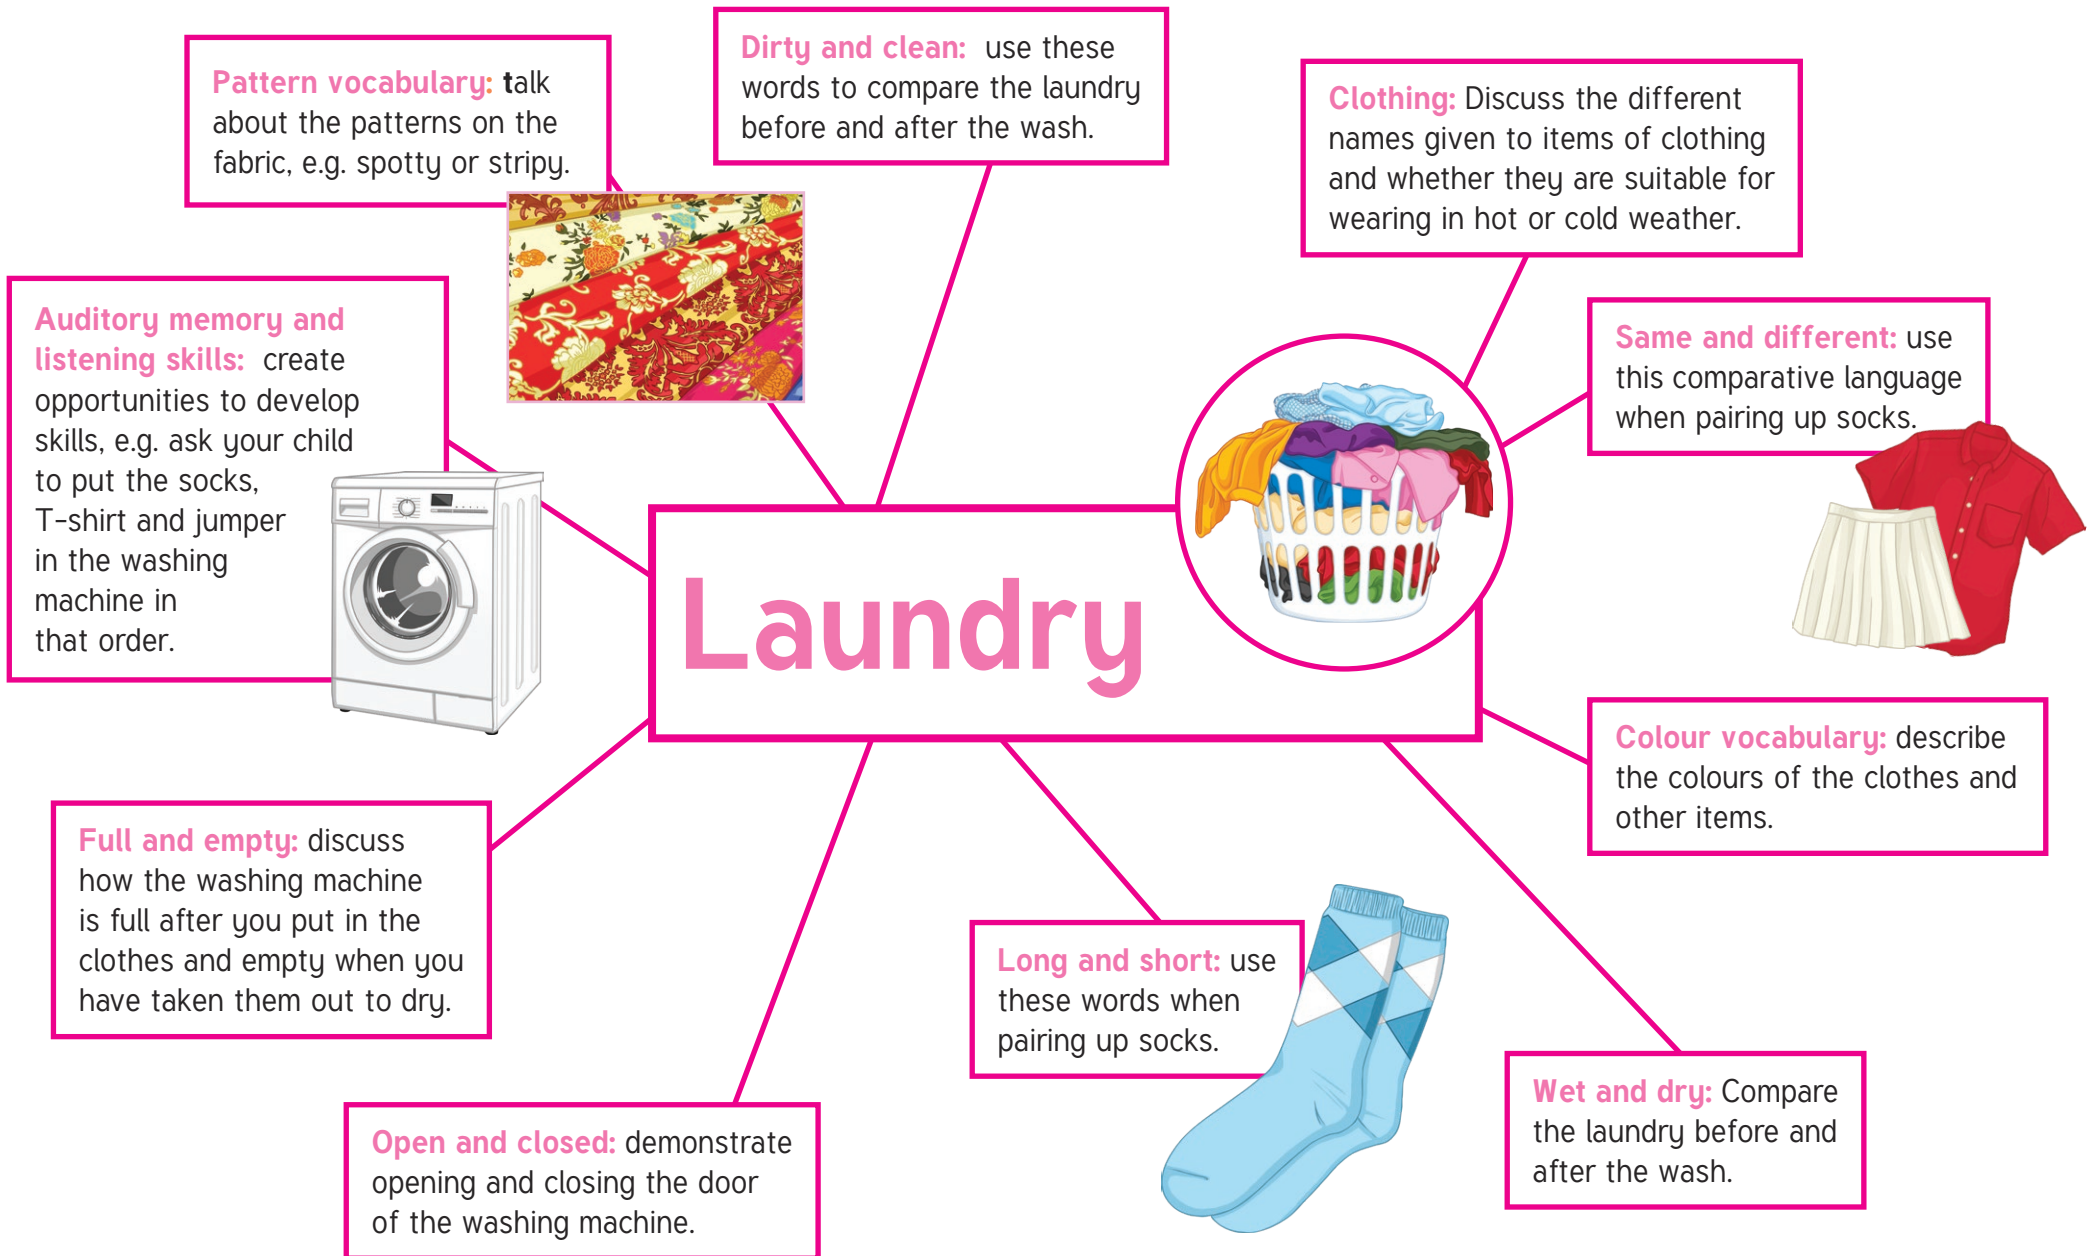 Pattern vocabulary: talk
about the patterns on the
fabric, e.g. spotty or stripy.
Dirty and clean: use these
words to compare the laundry
before and after the wash.
Clothing: Discuss the different
names given to items of clothing
and whether they are suitable for
wearing in hot or cold weather.
Auditory memory and
listening skills: create
opportunities to develop
skills, e.g. ask your child
to put the socks,
T-shirt and jumper
in the washing
machine in
that order.
Same and different: use
this comparative language
when pairing up socks.
Laundry
Colour vocabulary: describe
the colours of the clothes and
other items.
Full and empty: discuss
how the washing machine
is full after you put in the
clothes and empty when you
have taken them out to dry.
Long and short: use
these words when
pairing up socks.
Wet and dry: Compare
the laundry before and
after the wash.
Open and closed: demonstrate
opening and closing the door
of the washing machine.